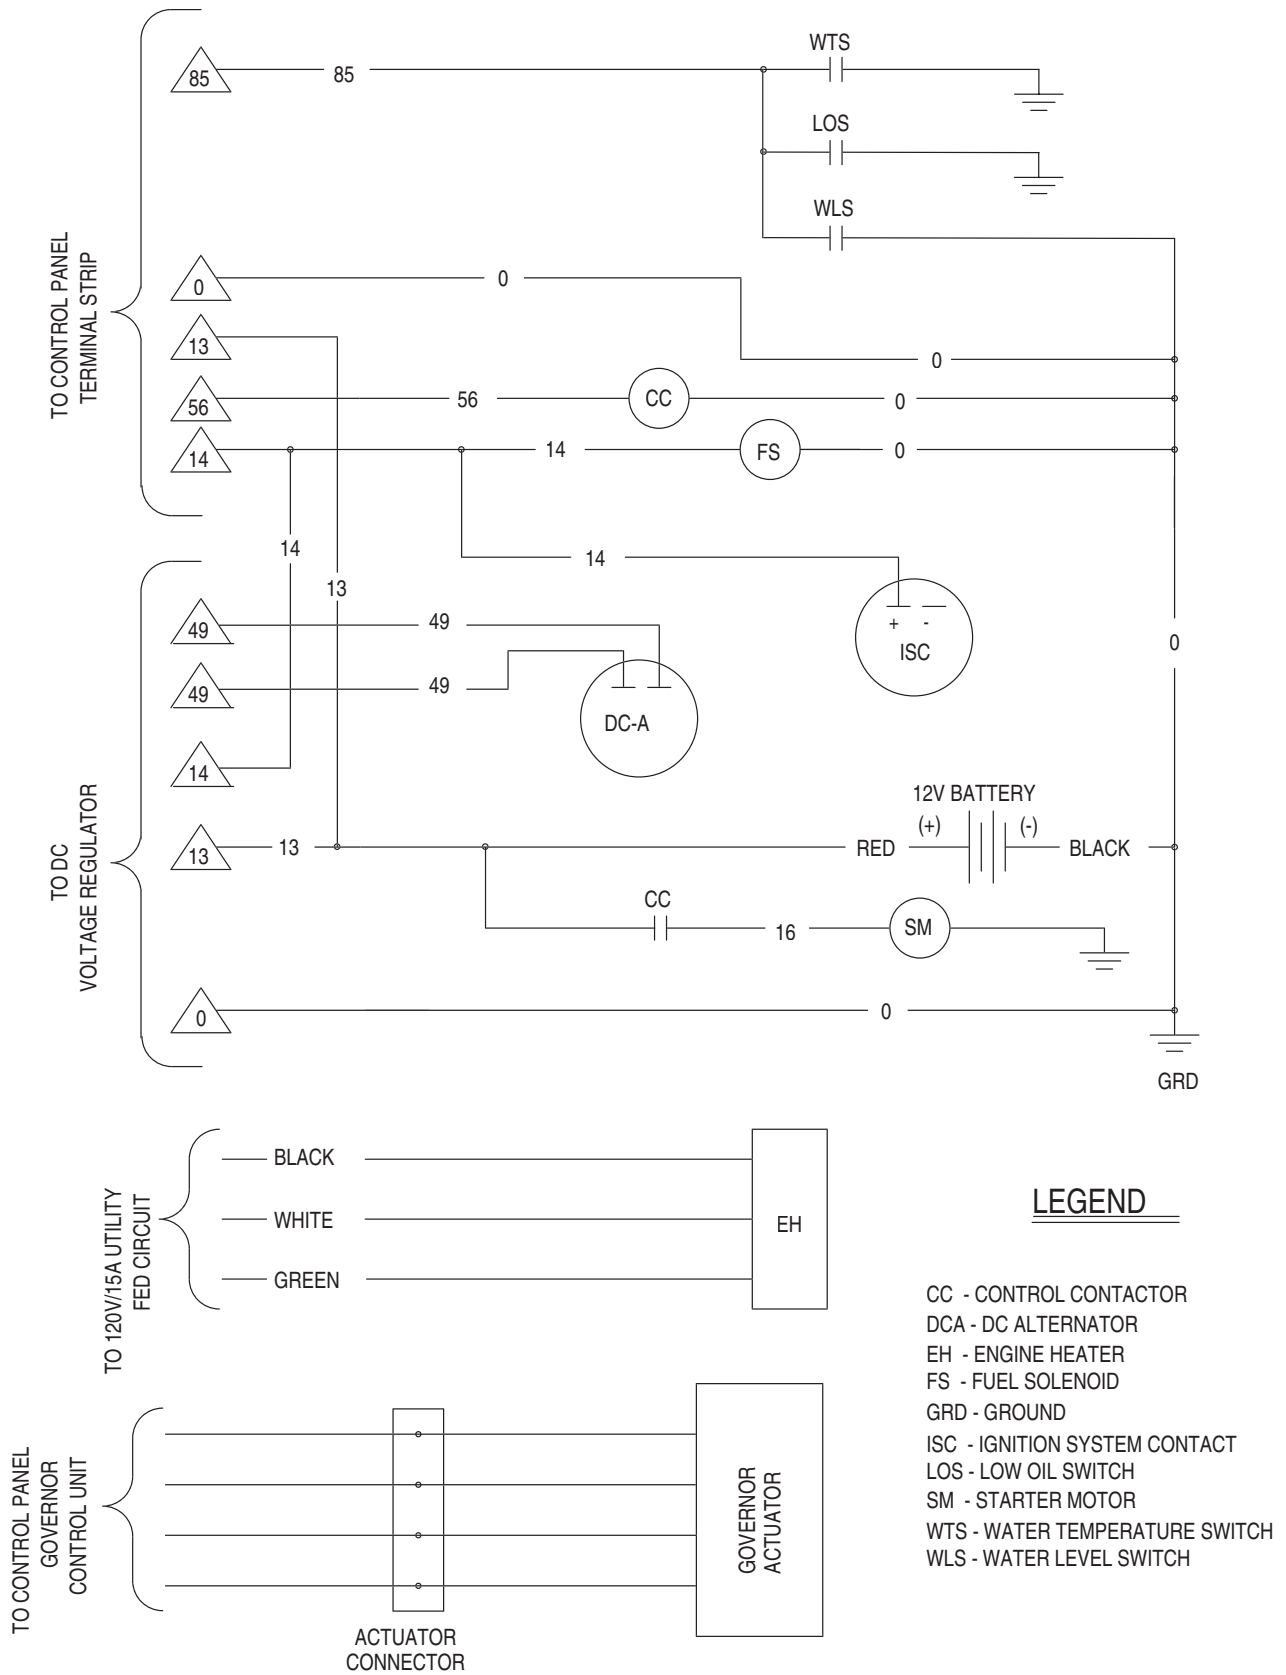 WTS
85
85
LOS
WLS
TO CONTROL PANEL
TERMINAL STRIP
0
0
13
0
56
56
CC
0
14
14
FS
0
14
14
13
49
49
+ -
ISC
0
49
49
DC-A
14
TO DC
VOLTAGE REGULATOR
12V BATTERY
(+)
(-)
13
13
RED
BLACK
CC
16
SM
0
0
GRD
TO 120V/15A UTILITY
FED CIRCUIT
BLACK
WHITE
GREEN
EH
LEGEND
CC - CONTROL CONTACTOR
DCA - DC ALTERNATOR
EH - ENGINE HEATER
FS - FUEL SOLENOID
GRD - GROUND
ISC - IGNITION SYSTEM CONTACT
LOS - LOW OIL SWITCH
SM - STARTER MOTOR
WTS - WATER TEMPERATURE SWITCH
WLS - WATER LEVEL SWITCH
TO CONTROL PANEL
GOVERNOR
CONTROL UNIT
GOVERNOR
ACTUATOR
ACTUATOR
CONNECTOR